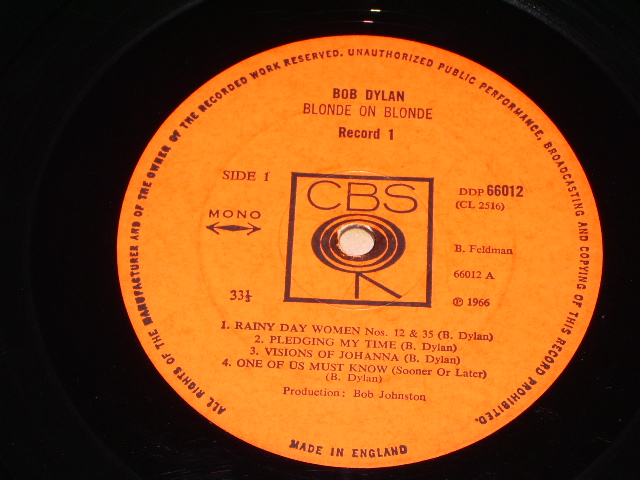 ALL RIGHTS OF THE MANUFACTURER AND OF THE OWNER OF THE RECORDED WORK RESERVED. UNAUTHORIZED PUBLIC PERFORMANCE, BROADCASTING AND COPYING OF THIS RECORD PROHIBITED.
BOB DYLAN
BLONDE ON BLONDE
Record 1
SIDE 1
CBS
DDP 66012
(CL 2516)
MONO
B. Feldman
66012 A
33⅓
℗ 1966
1. RAINY DAY WOMEN Nos. 12 & 35 (B. Dylan)
2. PLEDGING MY TIME (B. Dylan)
3. VISIONS OF JOHANNA (B. Dylan)
4. ONE OF US MUST KNOW (Sooner Or Later)
(B. Dylan)
Production: Bob Johnston
MADE IN ENGLAND